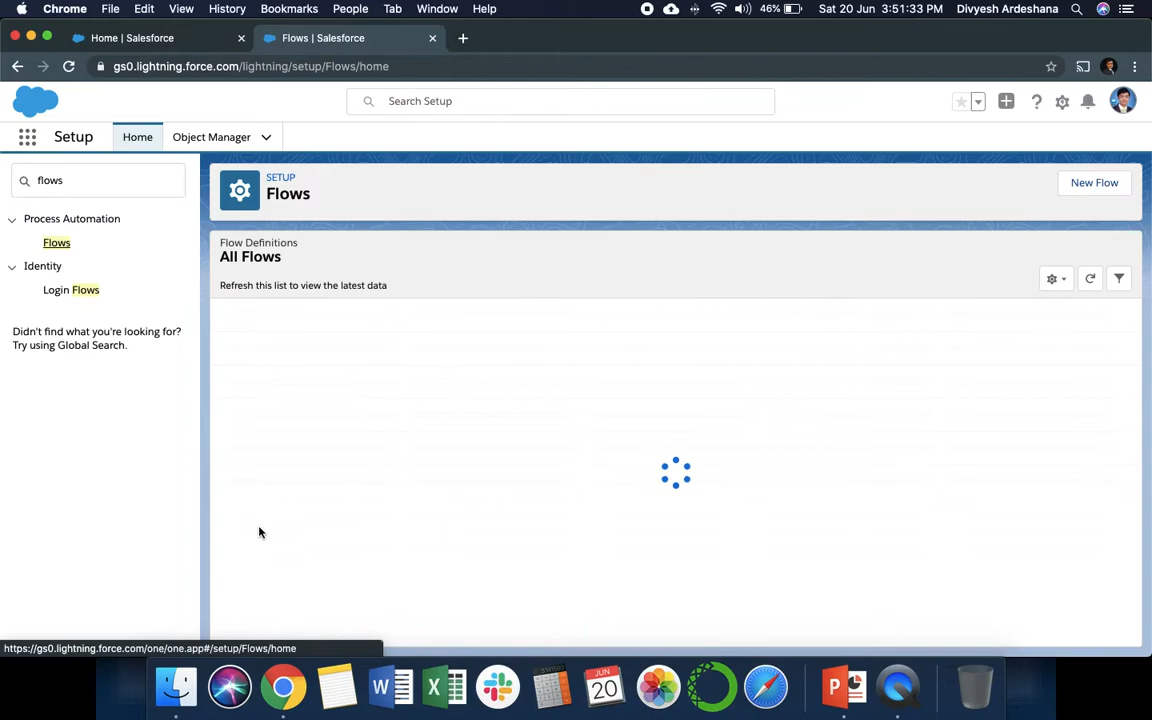 Chrome File Edit View History Bookmarks People Tab Window Help 46% Sat 20 Jun 3:51:33 PM Divyesh Ardeshana
Home | Salesforce
Flows | Salesforce
gs0.lightning.force.com/lightning/setup/Flows/home
Search Setup
Setup
Home
Object Manager
flows
Process Automation
Flows
Identity
Login Flows
Didn't find what you're looking for?
Try using Global Search.
SETUP
Flows
New Flow
Flow Definitions
All Flows
Refresh this list to view the latest data
https://gs0.lightning.force.com/one/one.app#/setup/Flows/home
W
X
JUN
20
P